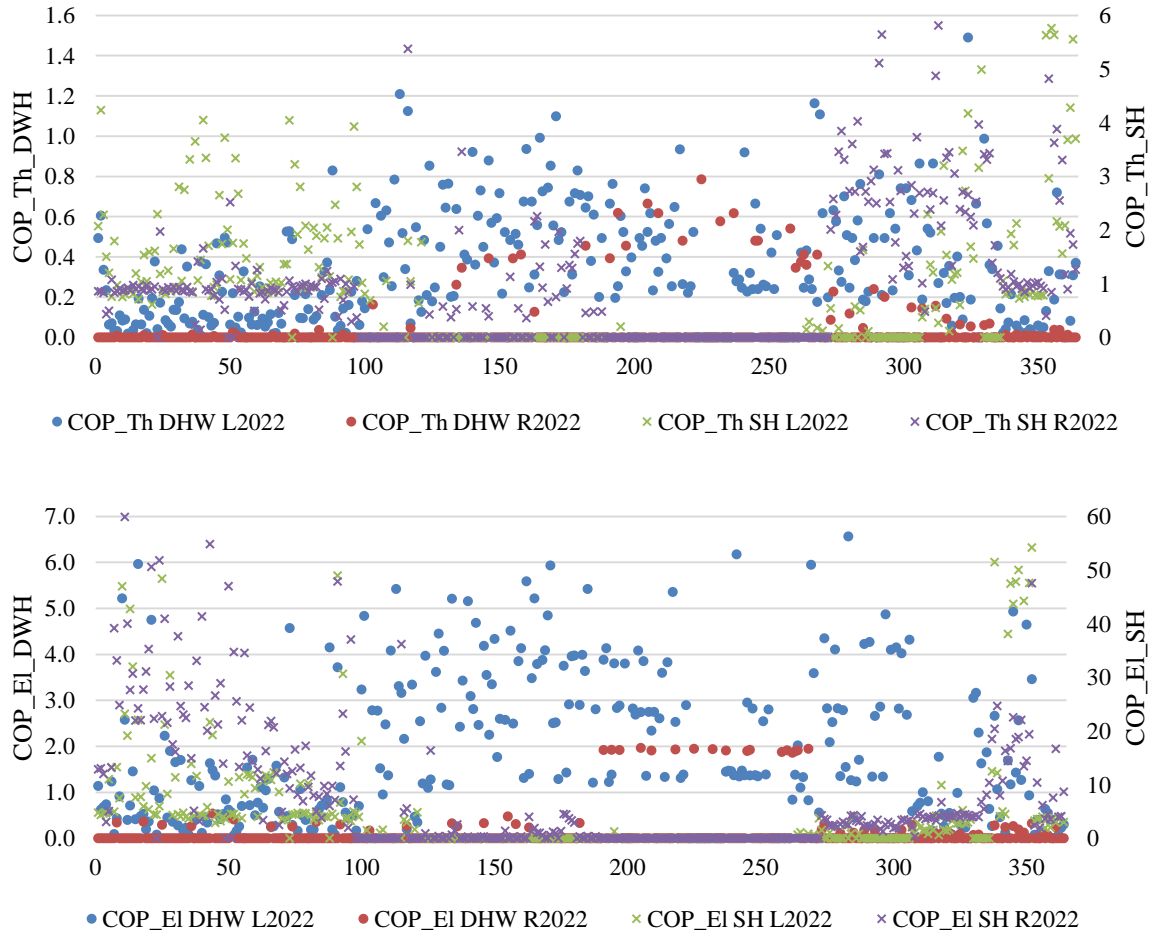 1.6 6
1.4 5
1.2
1.0 4
0.8 3
0.6
2
0.4
0.2 1
0.0 0
COP_Th_DWH
COP_Th_SH
0 50 100 150 200 250 300 350
COP_Th DHW L2022 COP_Th DHW R2022 COP_Th SH L2022 COP_Th SH R2022
7.0 60
6.0 50
5.0
40
4.0
30
3.0
20
2.0
1.0 10
0.0 0
COP_El_DWH
COP_El_SH
0 50 100 150 200 250 300 350
COP_El DHW L2022 COP_El DHW R2022 COP_El SH L2022 COP_El SH R2022